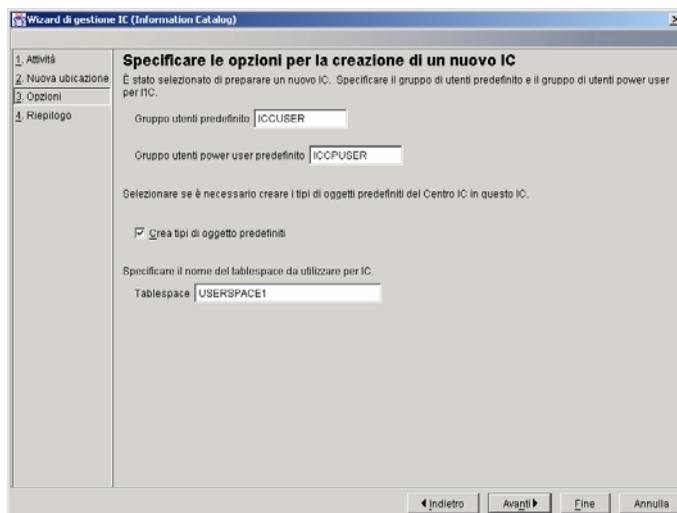 Wizard di gestione IC (Information Catalog)
1. Attività
2. Nuova ubicazione
3. Opzioni
4. Riepilogo
Specificare le opzioni per la creazione di un nuovo IC
È stato selezionato di preparare un nuovo IC. Specificare il gruppo di utenti predefinito e il gruppo di utenti power user
per l'IC.
Gruppo utenti predefinito ICCUSER
Gruppo utenti power user predefinito ICCPUSER
Selezionare se è necessario creare i tipi di oggetti predefiniti del Centro IC in questo IC.
Crea tipi di oggetto predefiniti
Specificare il nome del tablespace da utilizzare per IC.
Tablespace USERSPACE1
Indietro Avanti Fine Annulla